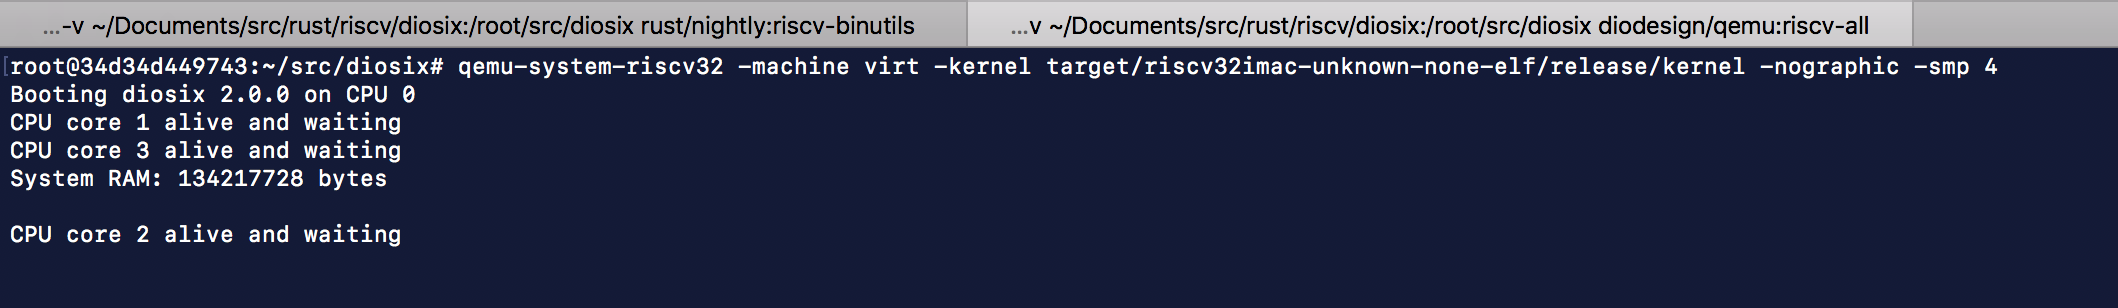 ...-v ~/Documents/src/rust/riscv/diosix:/root/src/diosix rust/nightly:riscv-binutils
...v ~/Documents/src/rust/riscv/diosix:/root/src/diosix diodesign/qemu:riscv-all
[root@34d34d449743:~/src/diosix# qemu-system-riscv32 -machine virt -kernel target/riscv32imac-unknown-none-elf/release/kernel -nographic -smp 4
Booting diosix 2.0.0 on CPU 0
CPU core 1 alive and waiting
CPU core 3 alive and waiting
System RAM: 134217728 bytes
CPU core 2 alive and waiting